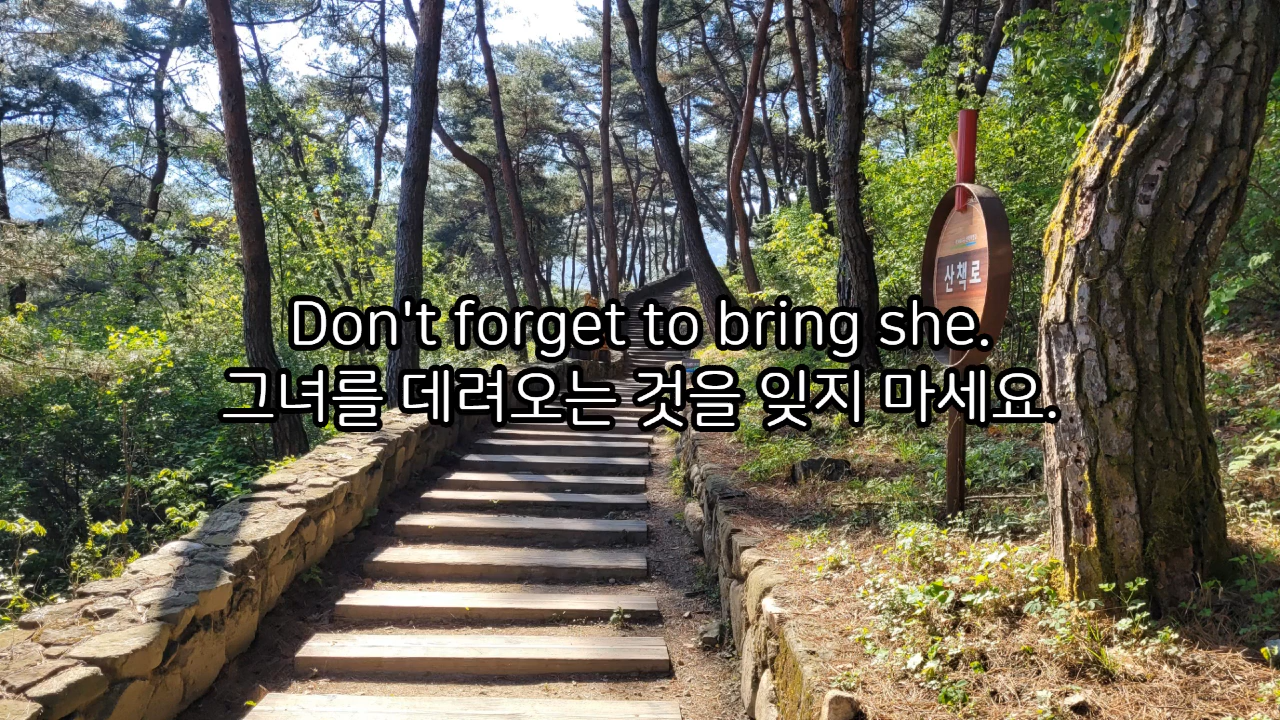 Don't forget to bring she.
그녀를 데려오는 것을 잊지 마세요.
산책로